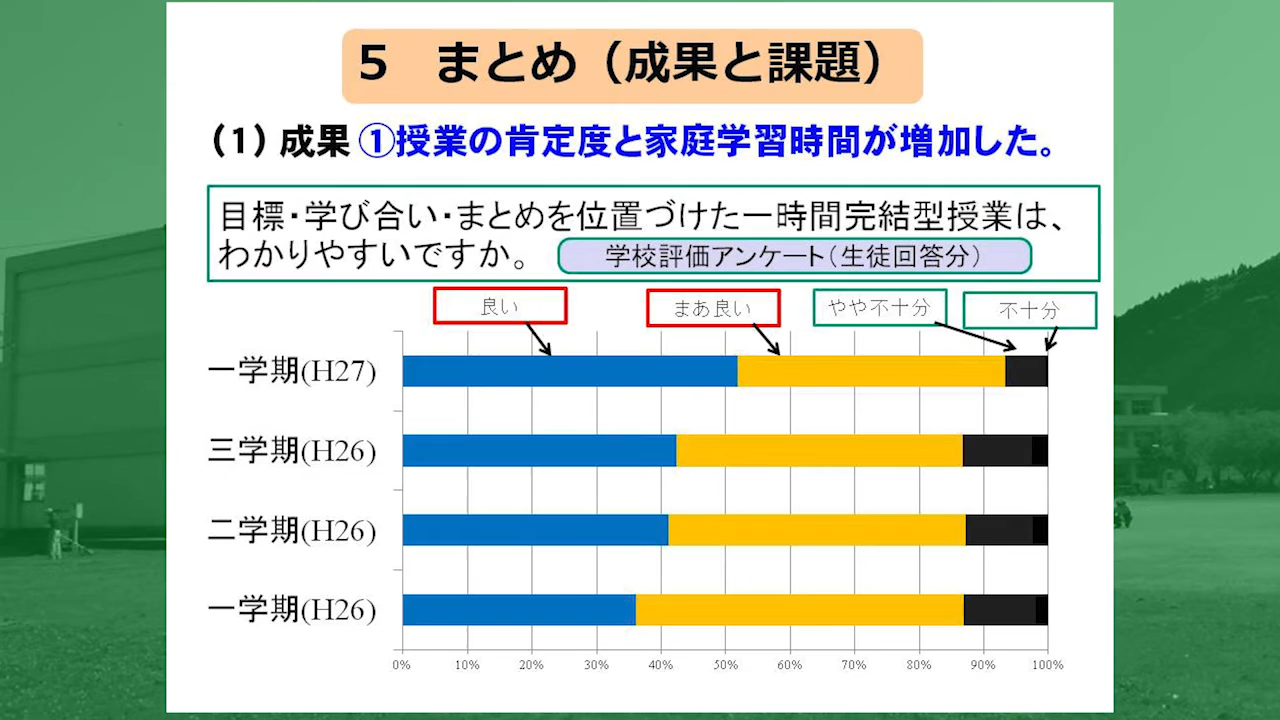 5　まとめ（成果と課題）
(1) 成果 ①授業の肯定度と家庭学習時間が増加した。
目標・学び合い・まとめを位置づけた一時間完結型授業は、
わかりやすいですか。
学校評価アンケート（生徒回答分）
良い
まあ良い
やや不十分
不十分
一学期(H27)
三学期(H26)
二学期(H26)
一学期(H26)
0% 10% 20% 30% 40% 50% 60% 70% 80% 90% 100%